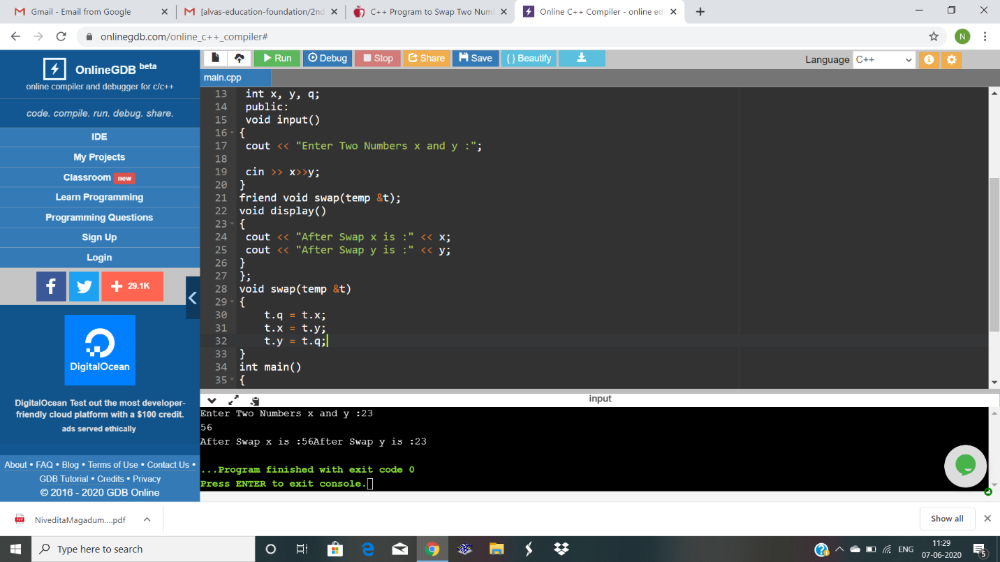 Gmail - Email from Google
[alvas-education-foundation/2nd
C++ Program to Swap Two Num
Online C++ Compiler - online ed
onlinegdb.com/online_c++_compiler#
N
OnlineGDB beta
online compiler and debugger for c/c++
code. compile. run. debug. share.
IDE
My Projects
Classroom new
Learn Programming
Programming Questions
Sign Up
Login
f
+ 29.1K
DigitalOcean
DigitalOcean Test out the most developer-
friendly cloud platform with a $100 credit.
ads served ethically
About • FAQ • Blog • Terms of Use • Contact Us •
GDB Tutorial • Credits • Privacy
© 2016 - 2020 GDB Online
Run Debug Stop Share Save { } Beautify
Language C++
main.cpp
13 int x, y, q;
14 public:
15 void input()
16 {
17 cout << "Enter Two Numbers x and y :";
18
19 cin >> x>>y;
20 }
21 friend void swap(temp &t);
22 void display()
23 {
24 cout << "After Swap x is :" << x;
25 cout << "After Swap y is :" << y;
26 }
27 };
28 void swap(temp &t)
29 {
30 t.q = t.x;
31 t.x = t.y;
32 t.y = t.q;
33 }
34 int main()
35 {
input
Enter Two Numbers x and y :23
56
After Swap x is :56After Swap y is :23
...Program finished with exit code 0
Press ENTER to exit console.
NiveditaMagadum....pdf
Show all
Type here to search
ENG
11:29
07-06-2020
5